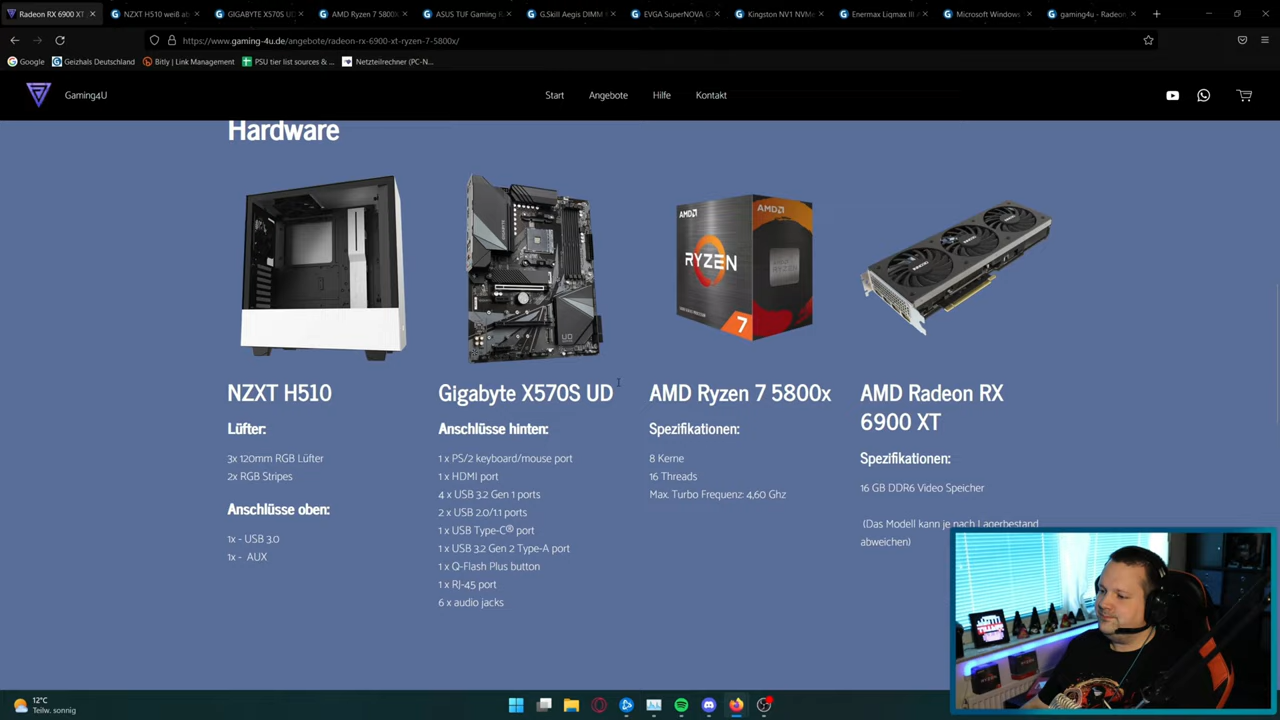 Radeon RX 6900 XT
NZXT H510 weiß ab
GIGABYTE X570S UD
AMD Ryzen 7 5800X
ASUS TUF Gaming R
G.Skill Aegis DIMM K
EVGA SuperNOVA G
Kingston NV1 NVMe
Enermax Liqmax III A
Microsoft Windows
gaming4u - Radeon
https://www.gaming-4u.de/angebote/radeon-rx-6900-xt-ryzen-7-5800x/
Google
Geizhals Deutschland
Bitly | Link Management
PSU tier list sources &...
Netzteilrechner (PC-N...
Gaming4U
Start
Angebote
Hilfe
Kontakt
Hardware
AMD
AMD
RYZEN
7
UD
NZXT H510
Lüfter:
3x 120mm RGB Lüfter
2x RGB Stripes
Anschlüsse oben:
1x - USB 3.0
1x - AUX
Gigabyte X570S UD
Anschlüsse hinten:
1 x PS/2 keyboard/mouse port
1 x HDMI port
4 x USB 3.2 Gen 1 ports
2 x USB 2.0/1.1 ports
1 x USB Type-C® port
1 x USB 3.2 Gen 2 Type-A port
1 x Q-Flash Plus button
1 x RJ-45 port
6 x audio jacks
AMD Ryzen 7 5800x
Spezifikationen:
8 Kerne
16 Threads
Max. Turbo Frequenz: 4,60 Ghz
AMD Radeon RX
6900 XT
Spezifikationen:
16 GB DDR6 Video Speicher
(Das Modell kann je nach Lagerbestand
abweichen)
12°C
Teilw. sonnig